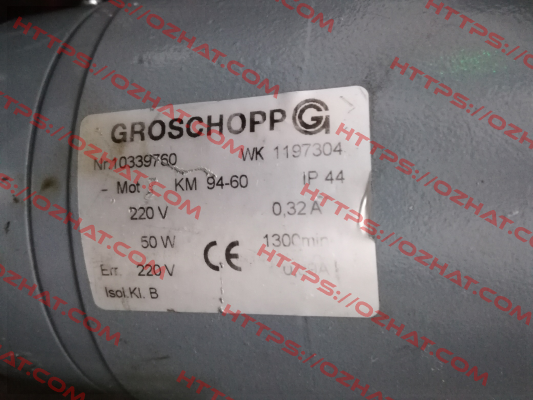 GROSCHOPP
Nr.10339760 WK 1197304
- Mot KM 94-60 IP 44
220 V 0,32 A
50 W 1300min
Err. 220 V CE
Isol.Kl. B
HTTPS://OZHAT.COM